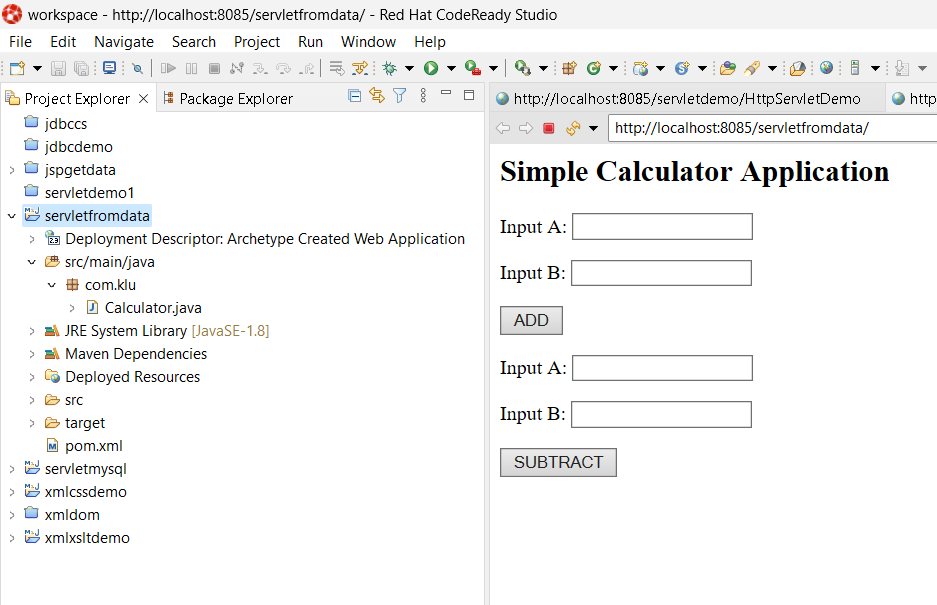 workspace - http://localhost:8085/servletfromdata/ - Red Hat CodeReady Studio
File Edit Navigate Search Project Run Window Help
Project Explorer
Package Explorer
jdbccs
jdbcdemo
jspgetdata
servletdemo1
servletfromdata
Deployment Descriptor: Archetype Created Web Application
src/main/java
com.klu
Calculator.java
JRE System Library [JavaSE-1.8]
Maven Dependencies
Deployed Resources
src
target
pom.xml
servletmysql
xmlcssdemo
xmldom
xmlxsltdemo
http://localhost:8085/servletdemo/HttpServletDemo
http
http://localhost:8085/servletfromdata/
Simple Calculator Application
Input A:
Input B:
ADD
Input A:
Input B:
SUBTRACT